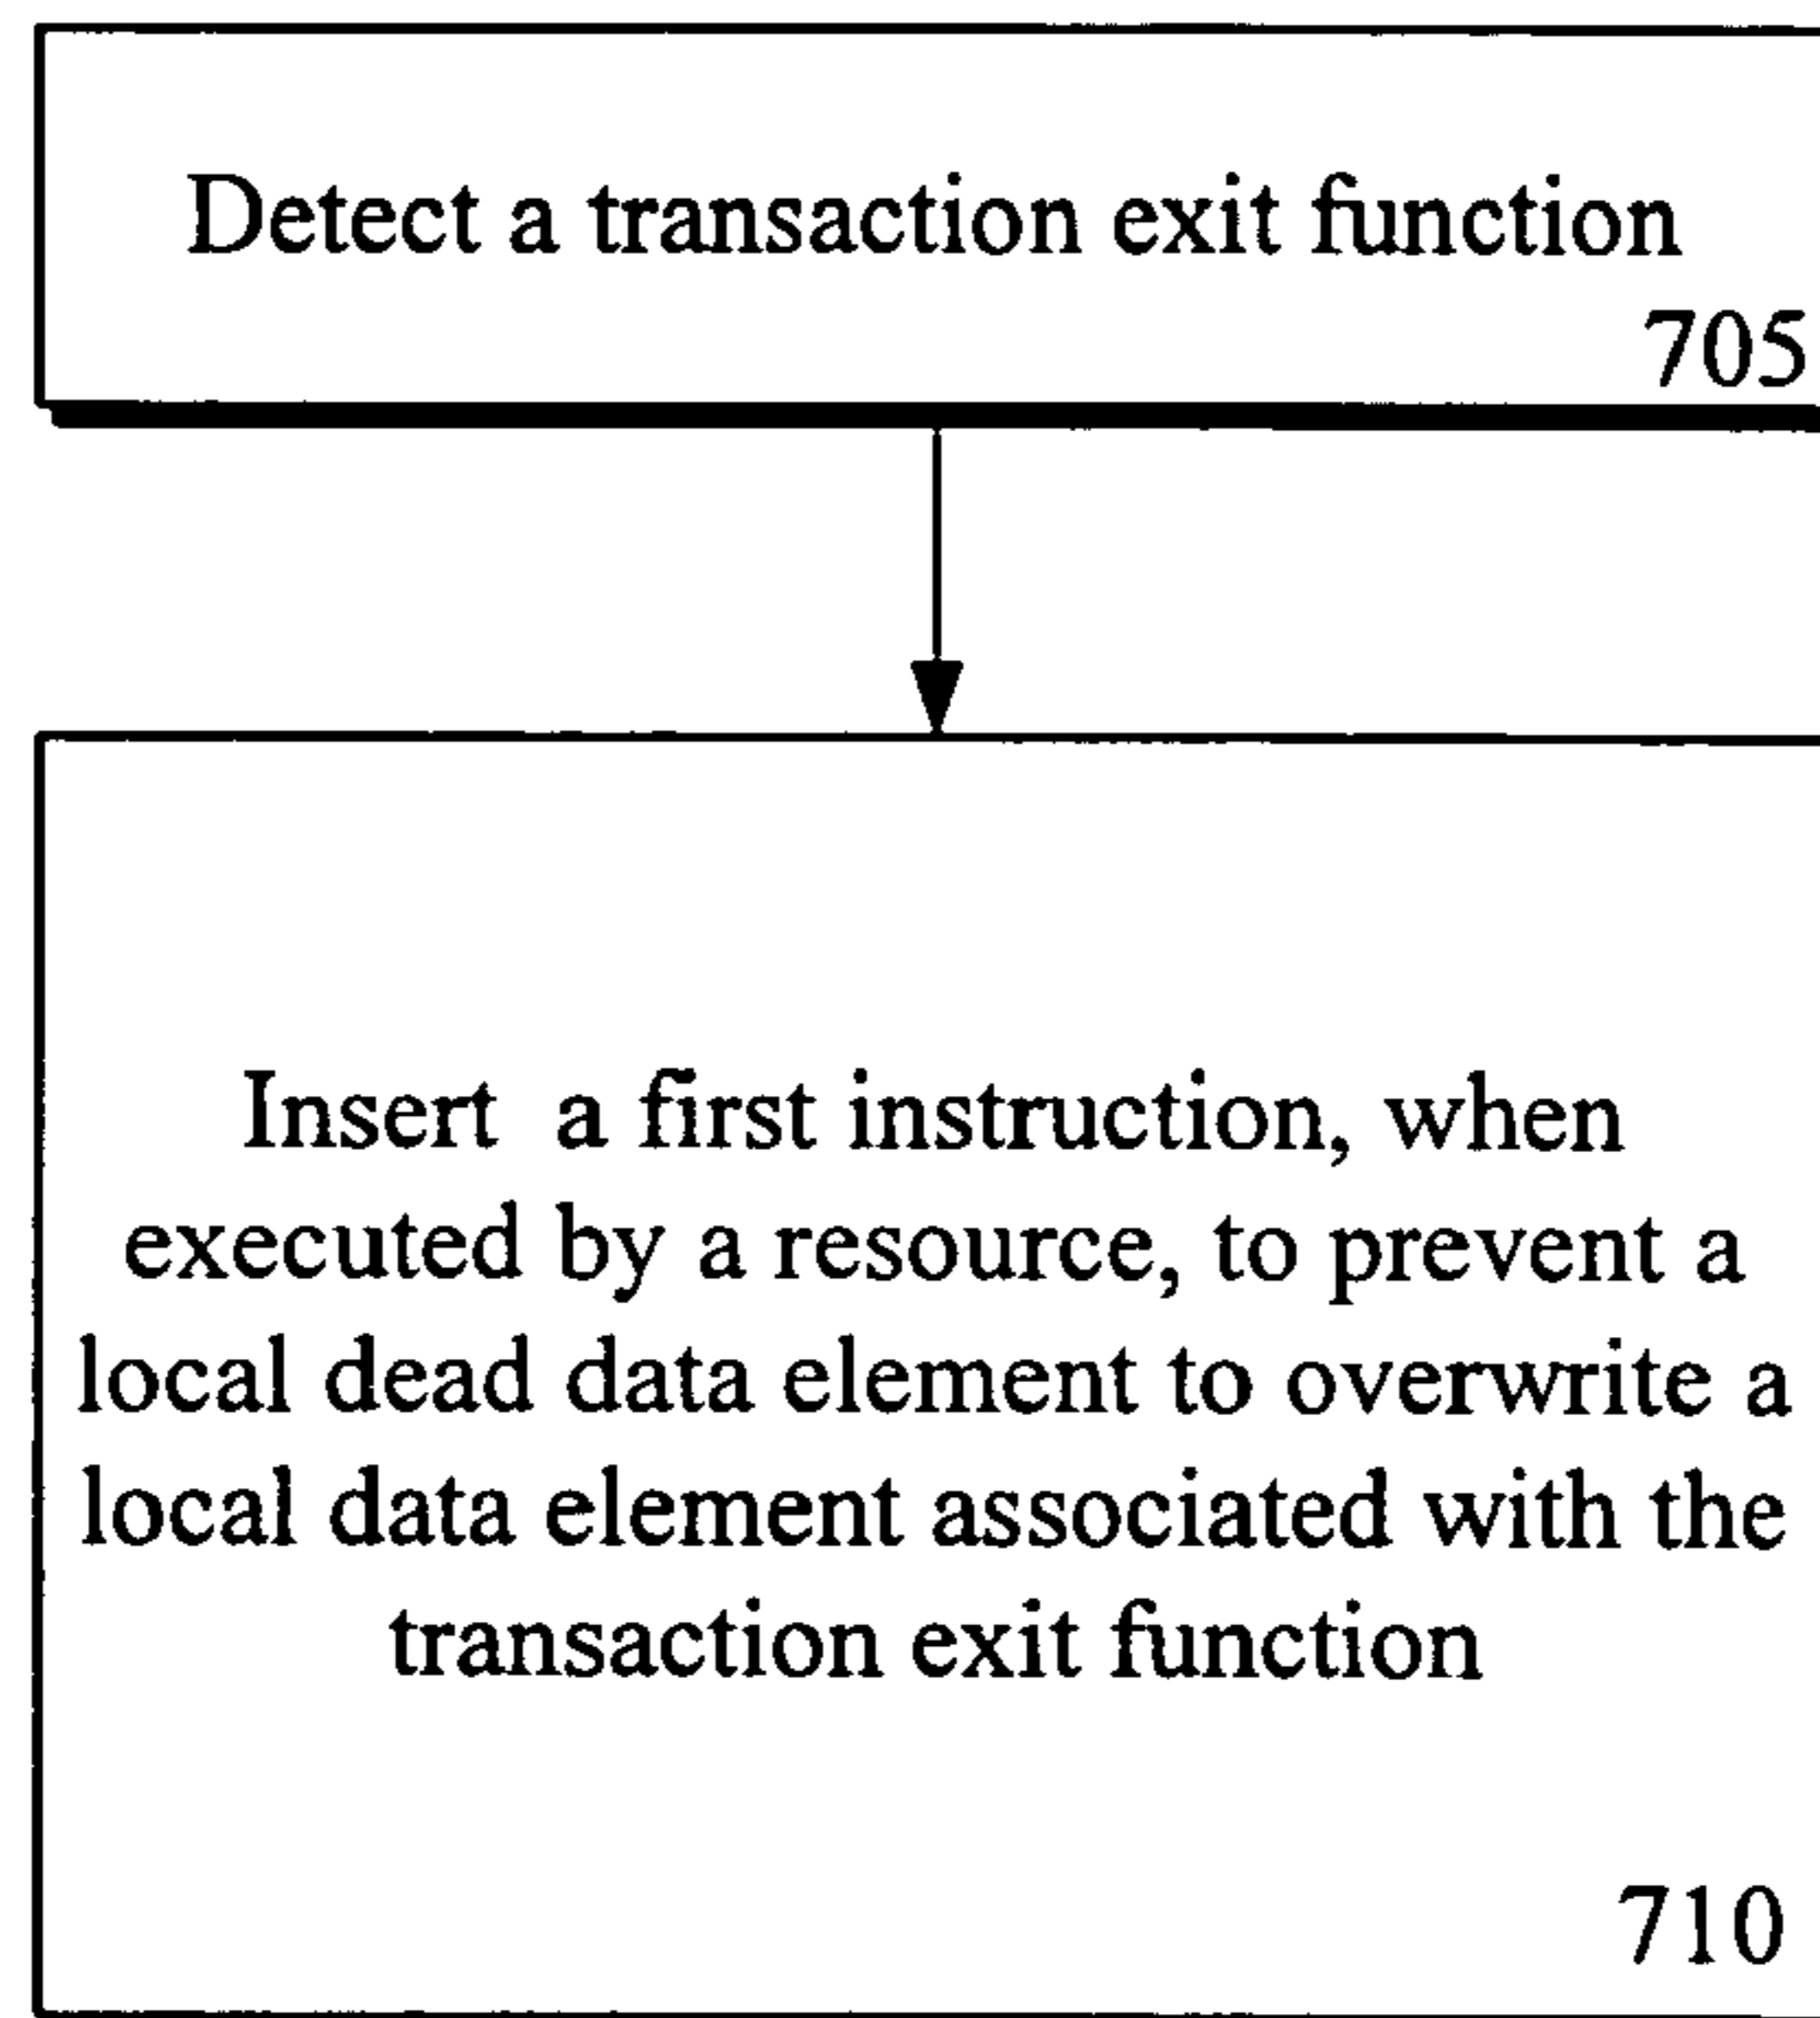 Detect a transaction exit function
705
Insert a first instruction, when
executed by a resource, to prevent a
local dead data element to overwrite a
local data element associated with the
transaction exit function
710